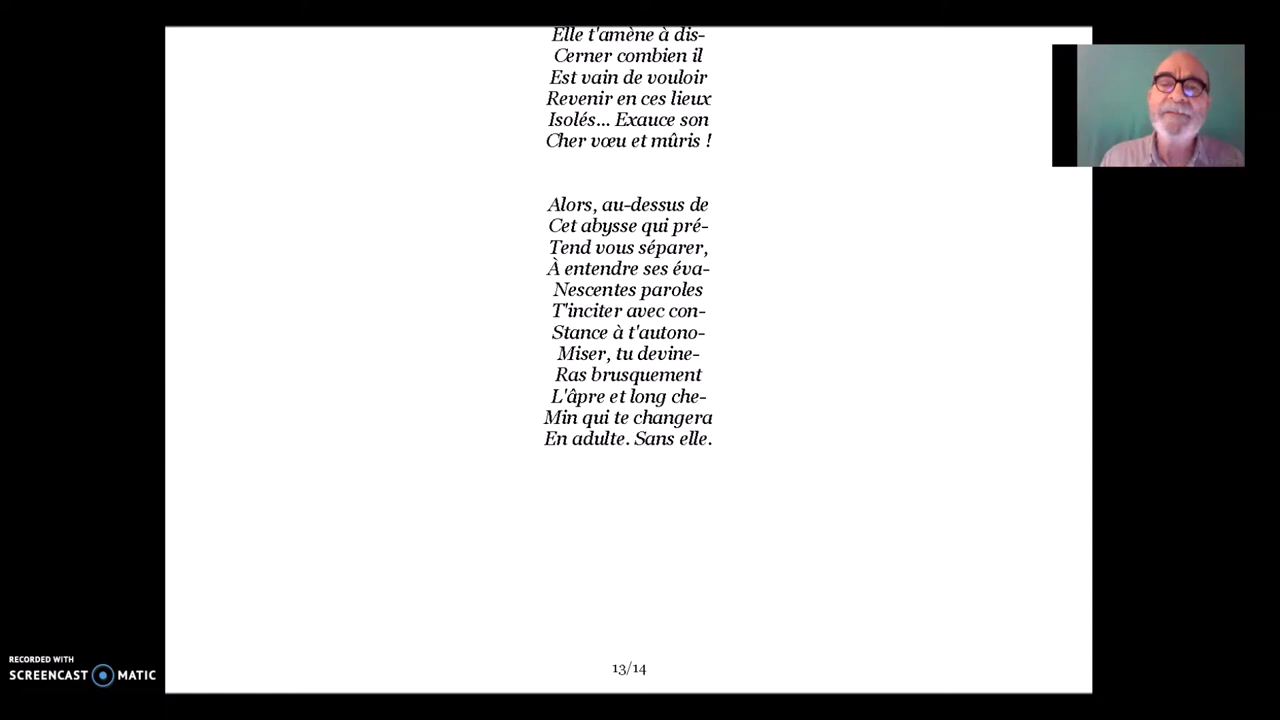 Elle t'amène à dis-
Cerner combien il
Est vain de vouloir
Revenir en ces lieux
Isolés... Exauce son
Cher vœu et mûris !
Alors, au-dessus de
Cet abysse qui pré-
Tend vous séparer,
À entendre ses éva-
Nescentes paroles
T'inciter avec con-
Stance à t'autono-
Miser, tu devine-
Ras brusquement
L'âpre et long che-
Min qui te changera
En adulte. Sans elle.
13/14
RECORDED WITH
SCREENCAST MATIC